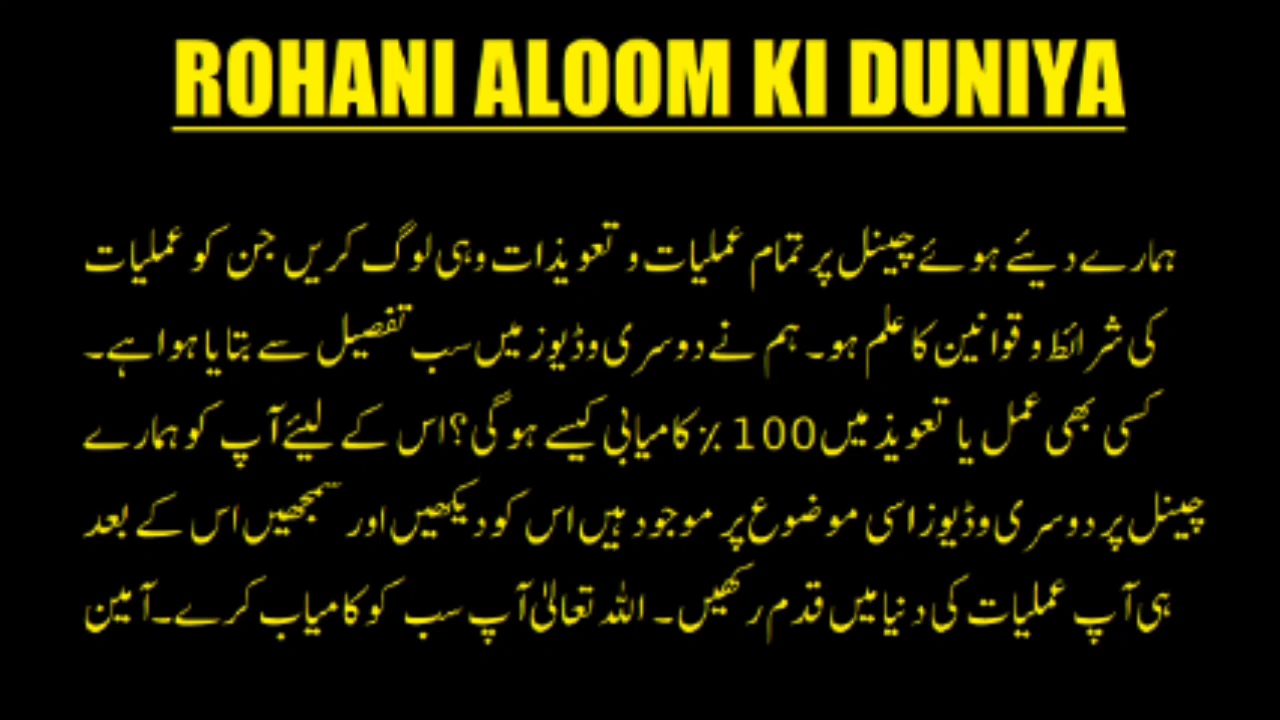 ROHANI ALOOM KI DUNIYA
ہمارے دیئے ہوئے چینل پر تمام عملیات و تعویذات وہی لوگ کریں جن کو عملیات
کی شرائط و قوانین کا علم ہو۔ ہم نے دوسری وڈیوز میں سب تفصیل سے بتایا ہوا ہے۔
کسی بھی عمل یا تعویذ میں 100 ٪ کامیابی کیسے ہو گی؟ اس کے لیئے آپ کو ہمارے
چینل پر دوسری وڈیوز اسی موضوع پر موجود ہیں اس کو دیکھیں اور سمجھیں اس کے بعد
ہی آپ عملیات کی دنیا میں قدم رکھیں۔ اللہ تعالیٰ آپ سب کو کامیاب کرے۔ آمین